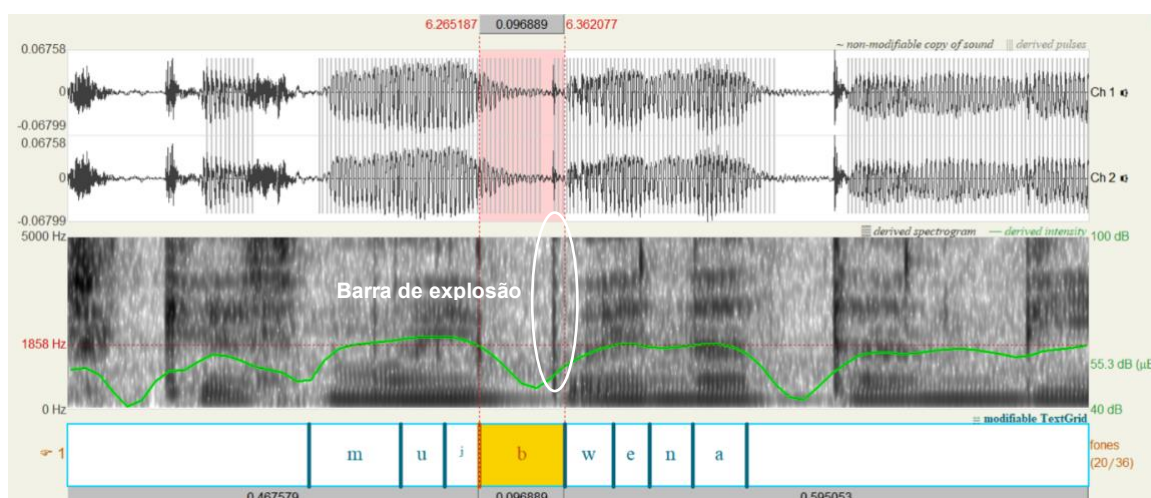 6.265187 0.096889 6.362077
0.06758 ~ non-modifiable copy of sound derived pulses
0 Ch 1
-0.06799
0.06758
0 Ch 2
-0.06799
5000 Hz derived spectrogram derived intensity 100 dB
Barra de explosão
1858 Hz
55.3 dB (µE
0 Hz 40 dB
modifiable TextGrid
1 m u j b w e n a fones
(20/36)
0.467579 0.096889 0.595053